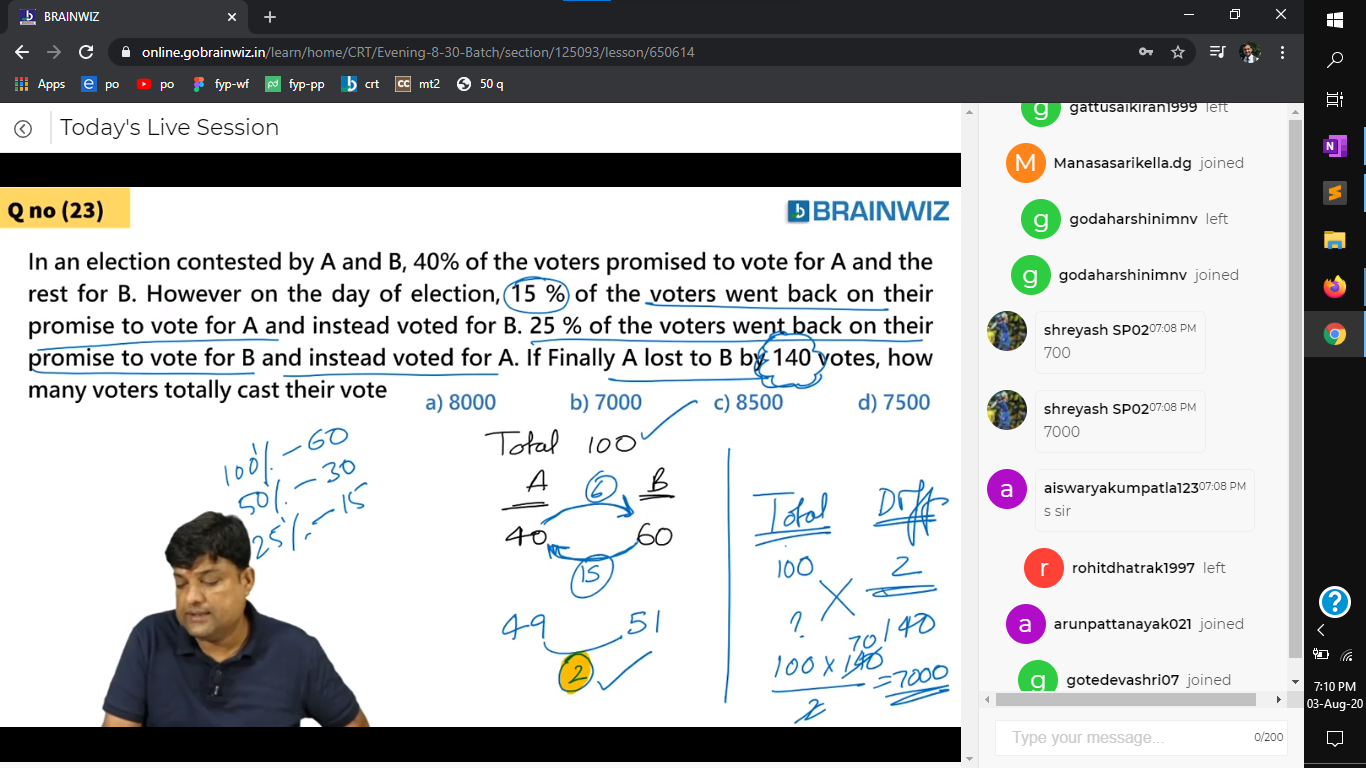 BRAINWIZ
online.gobrainwiz.in/learn/home/CRT/Evening-8-30-Batch/section/125093/lesson/650614
Apps po po fyp-wf fyp-pp crt mt2 50 q
Today's Live Session
Q no (23)
BRAINWIZ
In an election contested by A and B, 40% of the voters promised to vote for A and the
rest for B. However on the day of election, 15 % of the voters went back on their
promise to vote for A and instead voted for B. 25 % of the voters went back on their
promise to vote for B and instead voted for A. If Finally A lost to B by 140 votes, how
many voters totally cast their vote
a) 8000 b) 7000 c) 8500 d) 7500
100% - 60
50% - 30
25% - 15
Total 100
A 6 B
40 60
15
49 51
2
Total Diff
100 2
? 140
70
100 x 140 = 7000
2
gattusaikiran1999 left
M Manasasarikella.dg joined
g godaharshinimnv left
g godaharshinimnv joined
shreyash SP02 07:08 PM
700
shreyash SP02 07:08 PM
7000
a aiswaryakumpatla123 07:08 PM
s sir
r rohitdhatrak1997 left
a arunpattanayak021 joined
g gotedevashri07 joined
Type your message... 0/200
7:10 PM
03-Aug-20